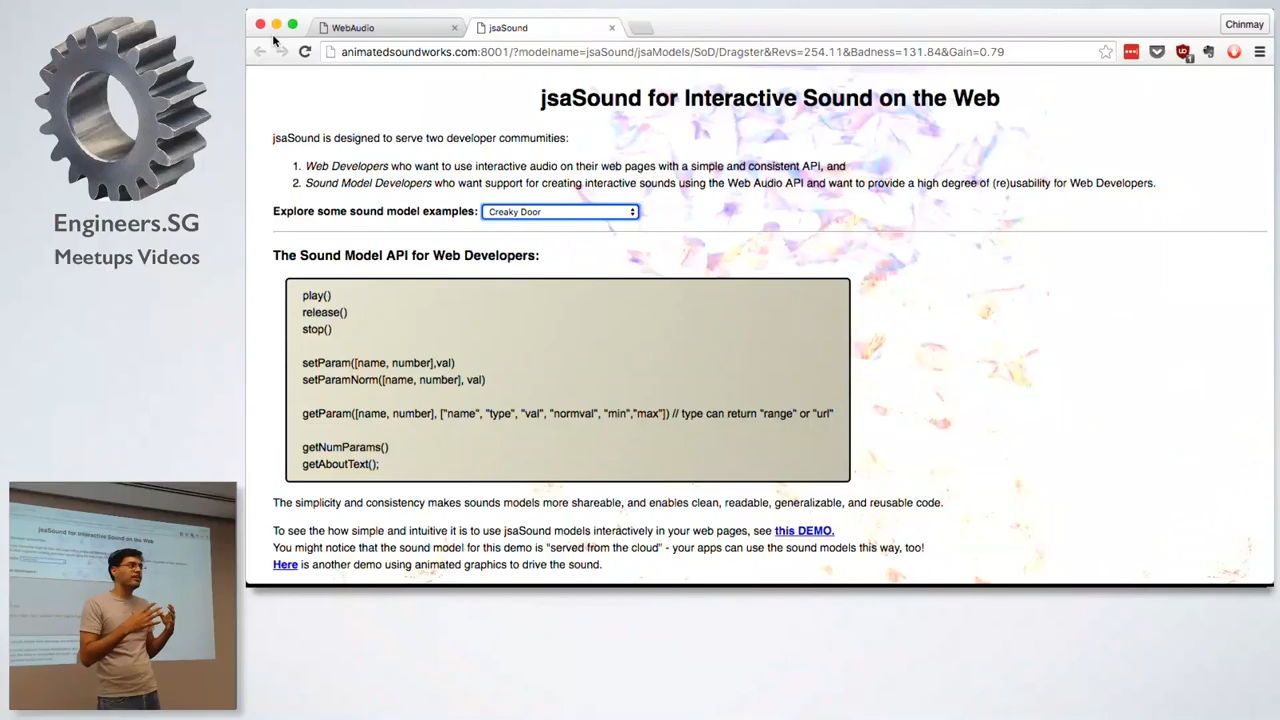 WebAudio
jsaSound
Chinmay
animatedsoundworks.com:8001/?modelname=jsaSound/jsaModels/SoD/Dragster&Revs=254.11&Badness=131.84&Gain=0.79
jsaSound for Interactive Sound on the Web
jsaSound is designed to serve two developer commumities:
1. Web Developers who want to use interactive audio on their web pages with a simple and consistent API, and
2. Sound Model Developers who want support for creating interactive sounds using the Web Audio API and want to provide a high degree of (re)usability for Web Developers.
Explore some sound model examples: Creaky Door
The Sound Model API for Web Developers:
play()
release()
stop()
setParam([name, number],val)
setParamNorm([name, number], val)
getParam([name, number], ["name", "type", "val", "normval", "min","max"]) // type can return "range" or "url"
getNumParams()
getAboutText();
The simplicity and consistency makes sounds models more shareable, and enables clean, readable, generalizable, and reusable code.
To see the how simple and intuitive it is to use jsaSound models interactively in your web pages, see this DEMO.
You might notice that the sound model for this demo is "served from the cloud" - your apps can use the sound models this way, too!
Here is another demo using animated graphics to drive the sound.
Engineers.SG
Meetups Videos
jsaSound for Interactive Sound on the Web